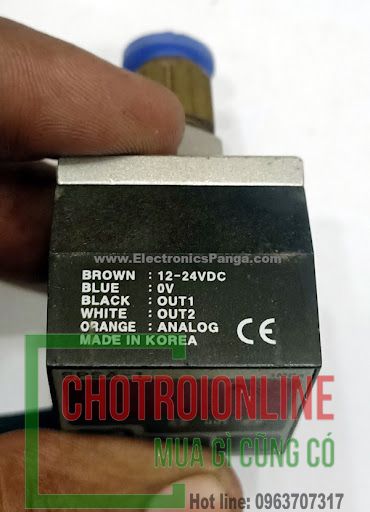 www.ElectronicsPanga.com
BROWN : 12-24VDC
BLUE : 0V
BLACK : OUT1
WHITE : OUT2
ORANGE : ANALOG
MADE IN KOREA CE
CHOTROIONLINE
MUA GÌ CŨNG CÓ
Hot line: 0963707317